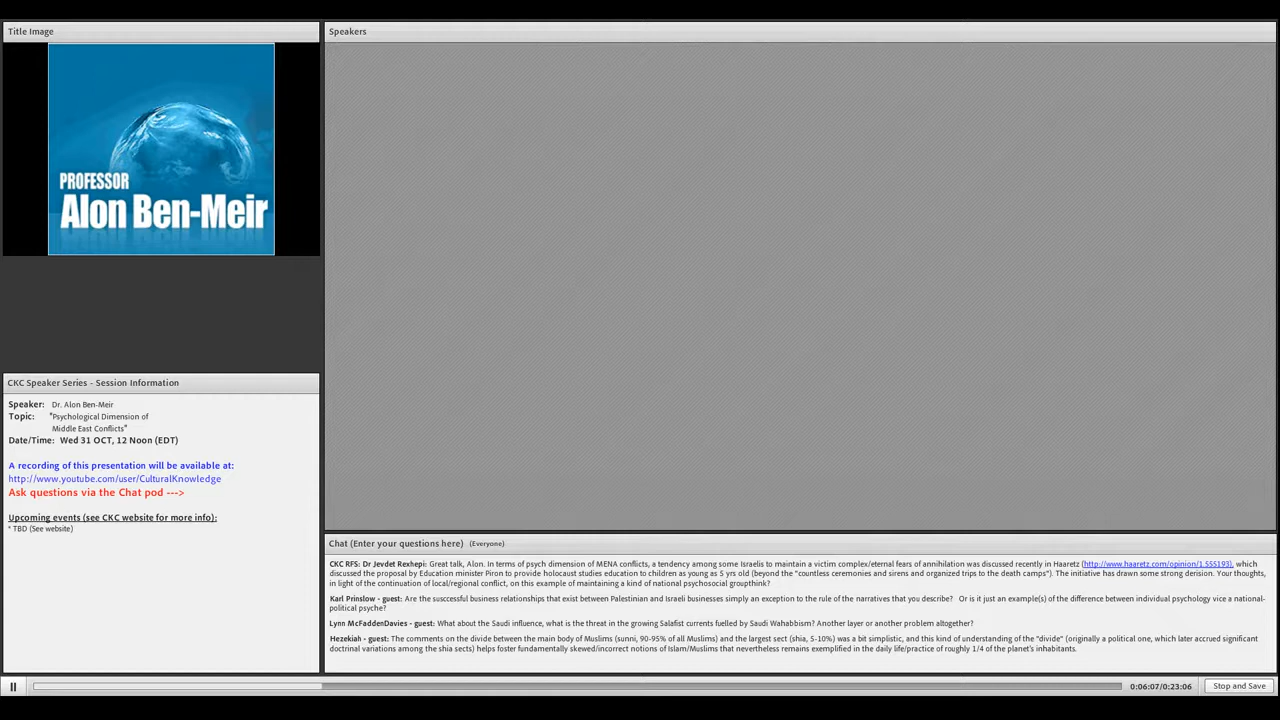 Title Image
PROFESSOR
Alon Ben-Meir
CKC Speaker Series - Session Information
Speaker: Dr. Alon Ben-Meir
Topic: "Psychological Dimension of
Middle East Conflicts"
Date/Time: Wed 31 OCT, 12 Noon (EDT)
A recording of this presentation will be available at:
http://www.youtube.com/user/CulturalKnowledge
Ask questions via the Chat pod --->
Upcoming events (see CKC website for more info):
* TBD (See website)
Speakers
Chat (Enter your questions here) (Everyone)
CKC RFS: Dr Jevdet Rexhepi: Great talk, Alon. In terms of psych dimension of MENA conflicts, a tendency among some Israelis to maintain a victim complex/eternal fears of annihilation was discussed recently in Haaretz (http://www.haaretz.com/opinion/1.555193), which
discussed the proposal by Education minister Piron to provide holocaust studies education to children as young as 5 yrs old (beyond the "countless ceremonies and sirens and organized trips to the death camps"). The initiative has drawn some strong derision. Your thoughts,
in light of the continuation of local/regional conflict, on this example of maintaining a kind of national psychosocial groupthink?
Karl Prinslow - guest: Are the succussful business relationships that exist between Palestinian and Israeli businesses simply an exception to the rule of the narratives that you describe? Or is it just an example(s) of the difference between individual psychology vice a national-
political psyche?
Lynn McFaddenDavies - guest: What about the Saudi influence, what is the threat in the growing Salafist currents fuelled by Saudi Wahabbism? Another layer or another problem altogether?
Hezekiah - guest: The comments on the divide between the main body of Muslims (sunni, 90-95% of all Muslims) and the largest sect (shia, 5-10%) was a bit simplistic, and this kind of understanding of the "divide" (originally a political one, which later accrued significant
doctrinal variations among the shia sects) helps foster fundamentally skewed/incorrect notions of Islam/Muslims that nevertheless remains exemplified in the daily life/practice of roughly 1/4 of the planet's inhabitants.
0:06:07/0:23:06
Stop and Save